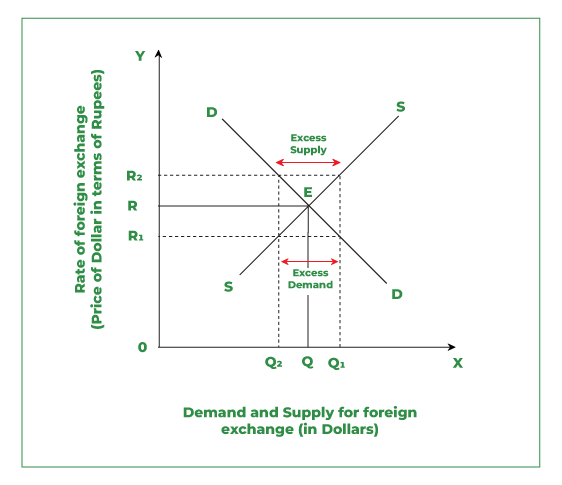 Y
Rate of foreign exchange
(Price of Dollar in terms of Rupees)
D
S
Excess
Supply
R₂
E
R
R₁
Excess
Demand
S
D
0
Q₂
Q
Q₁
X
Demand and Supply for foreign
exchange (in Dollars)